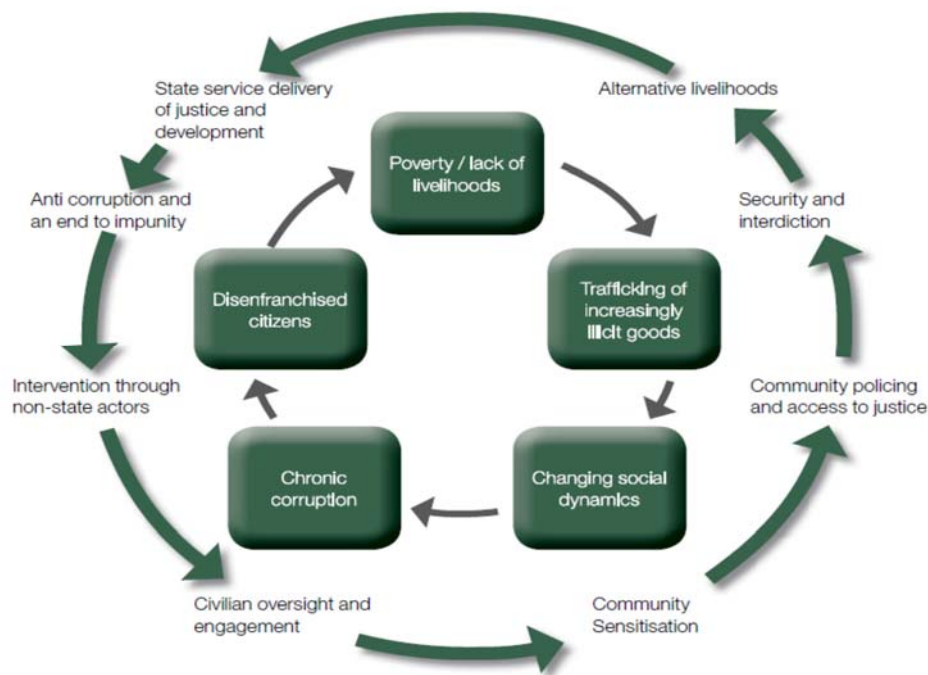 State service delivery
of justice and
development
Alternative livelihoods
Poverty / lack of
livelihoods
Anti corruption and
an end to impunity
Security and
interdiction
Disenfranchised
citizens
Trafficking of
increasingly
illicit goods
Intervention through
non-state actors
Community policing
and access to justice
Chronic
corruption
Changing social
dynamics
Civilian oversight and
engagement
Community
Sensitisation